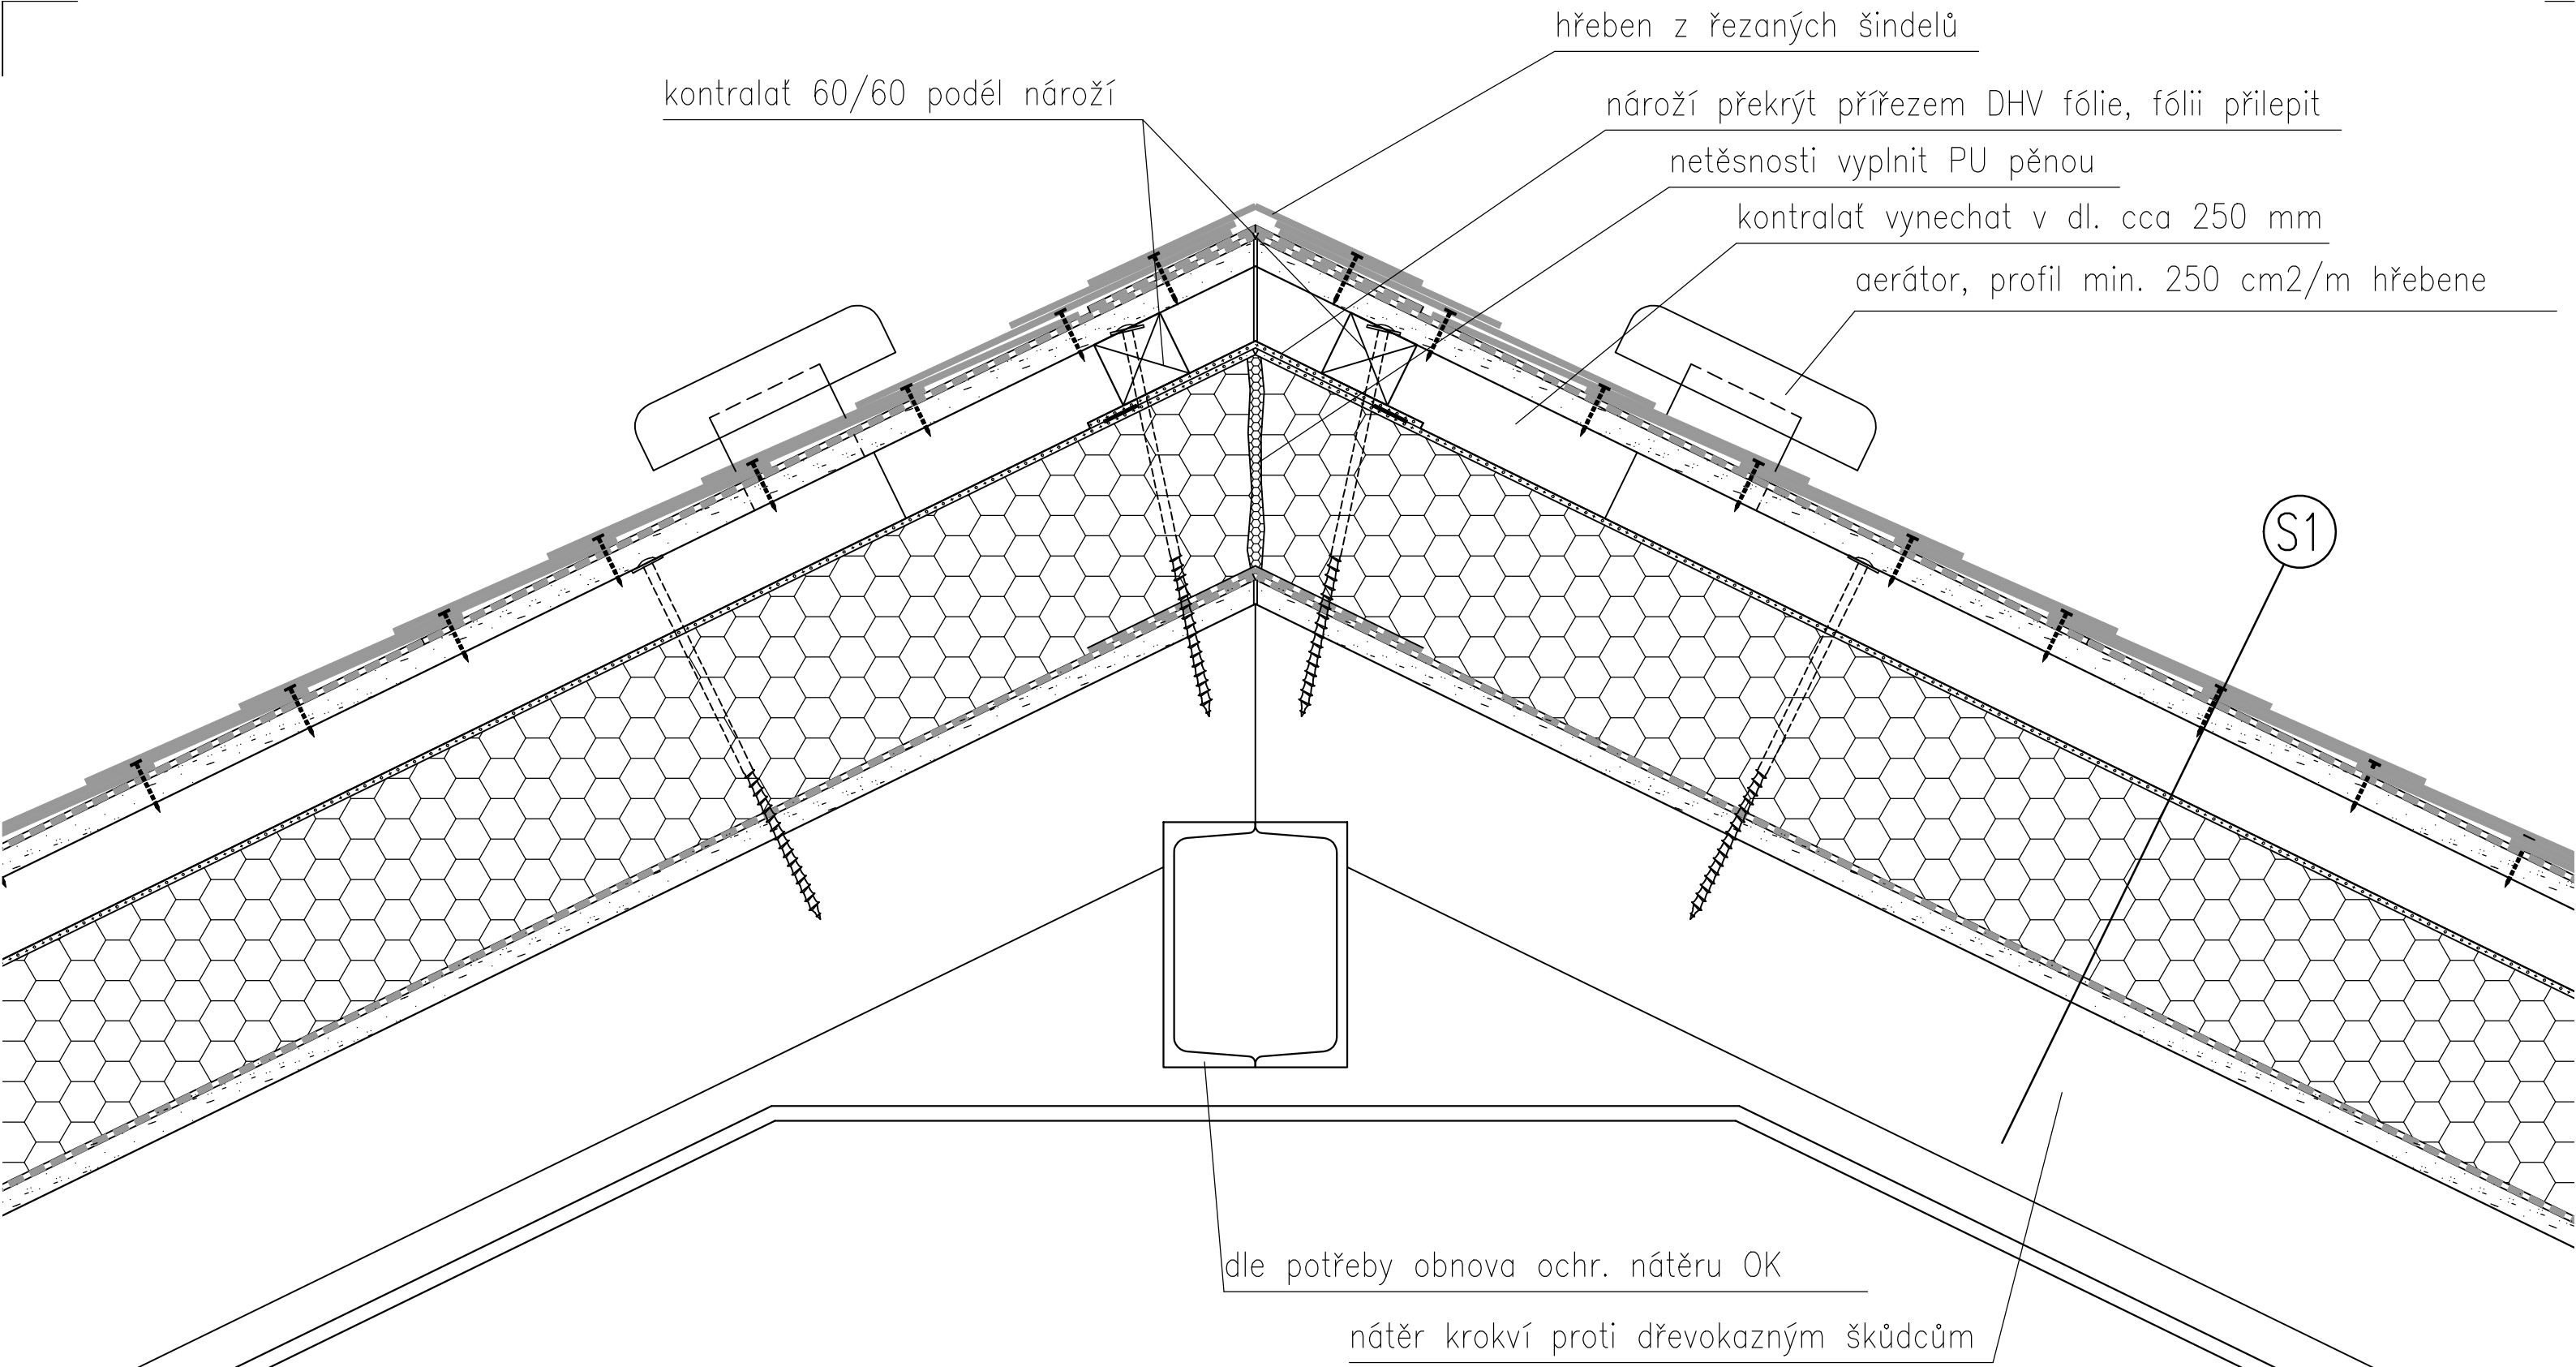 hřeben z řezaných šindelů
kontralať 60/60 podél nároží
nároží překrýt přířezem DHV fólie, fólii přilepit
netěsnosti vyplnit PU pěnou
kontralať vynechat v dl. cca 250 mm
aerátor, profil min. 250 cm2/m hřebene
S1
dle potřeby obnova ochr. nátěru OK
nátěr krokví proti dřevokazným škůdcům